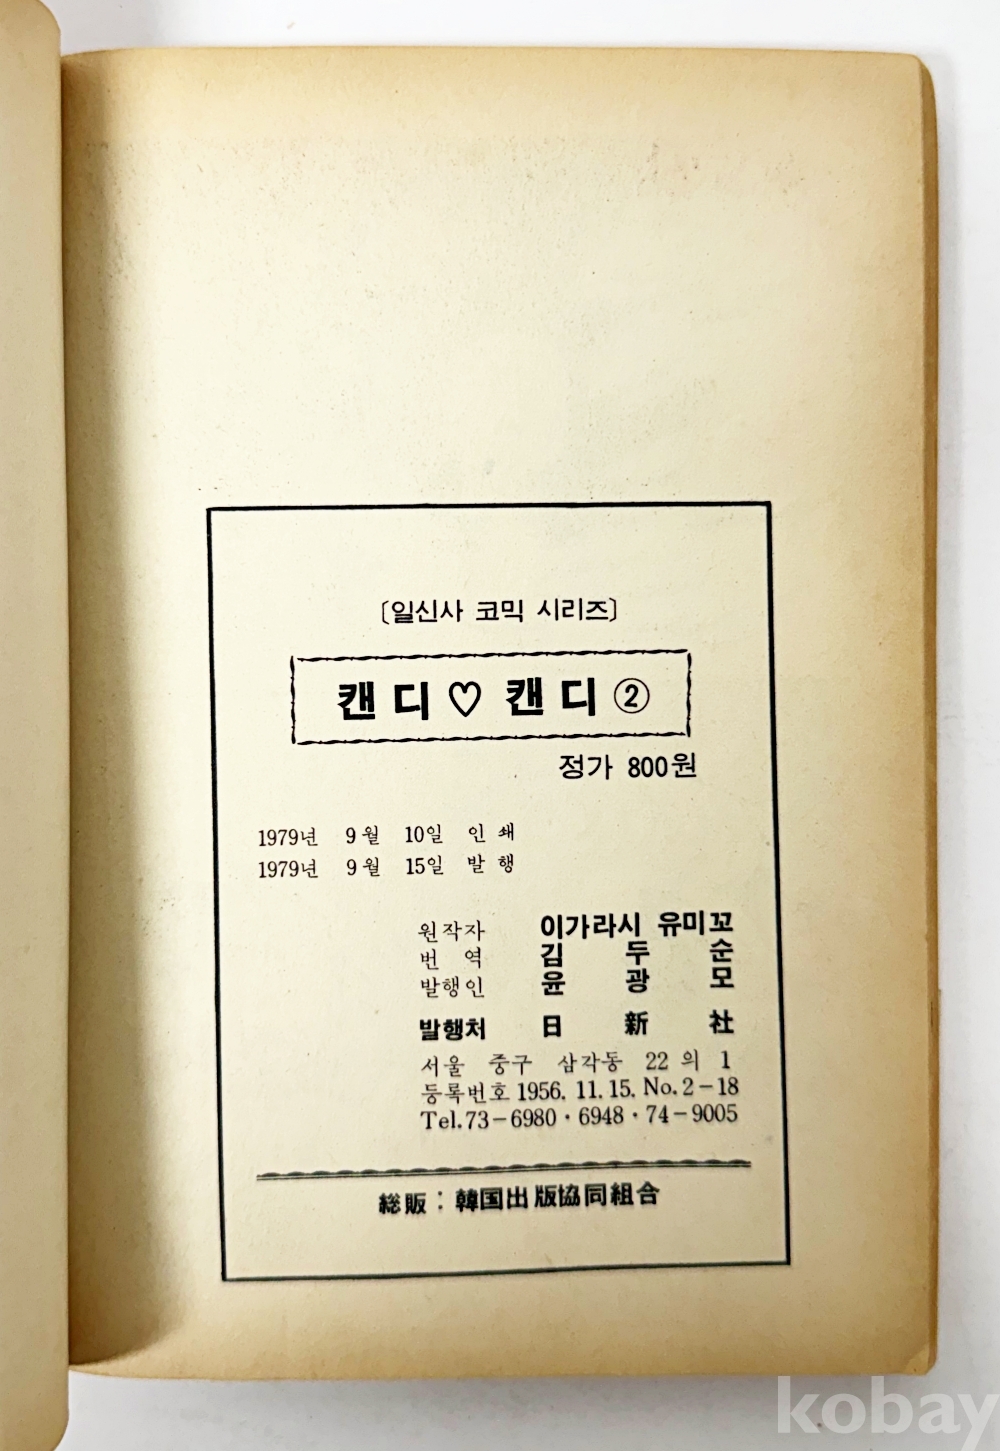 〔일신사 코믹 시리즈〕
캔디♡캔디②
정가 800원
1979년 9월 10일 인쇄
1979년 9월 15일 발행
원작자 이가라시 유미꼬
번역 김두순
발행인 윤광모
발행처 日新社
서울 중구 삼각동 22의 1
등록번호 1956. 11. 15. No. 2-18
Tel. 73-6980·6948·74-9005
総販: 韓国出版協同組合
kobay